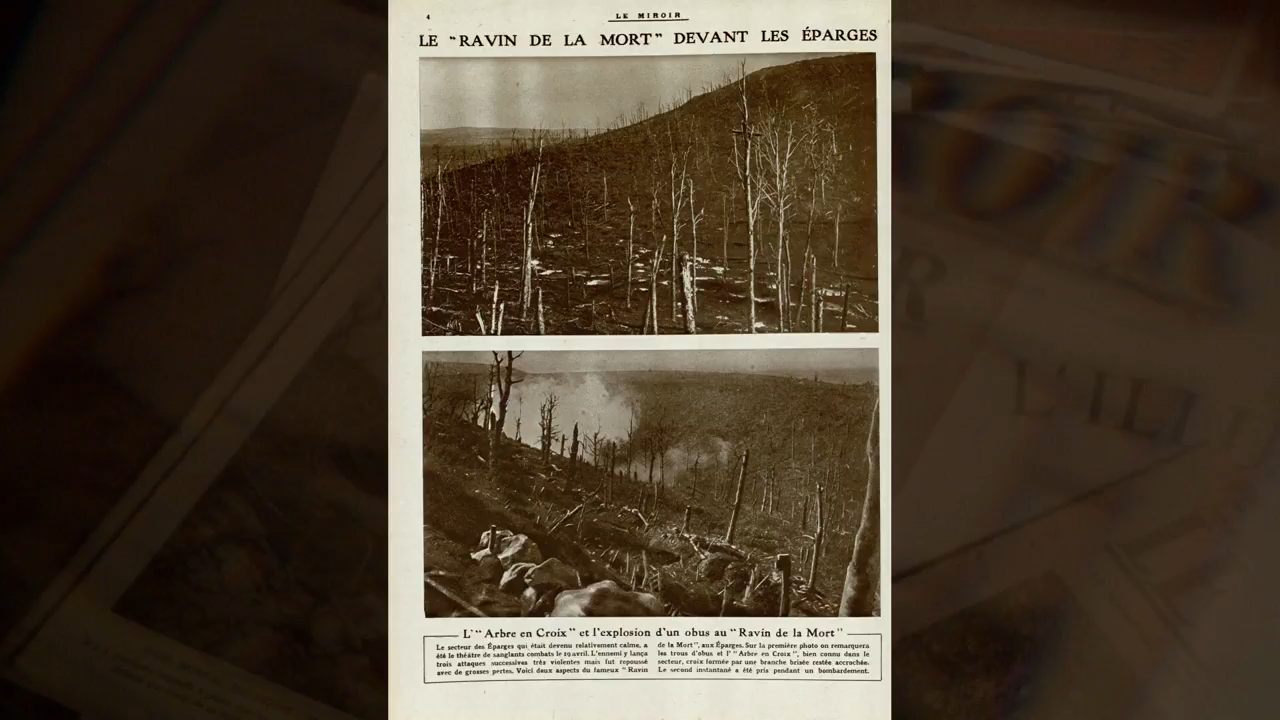 4
LE MIROIR
LE "RAVIN DE LA MORT" DEVANT LES ÉPARGES
L'"Arbre en Croix" et l'explosion d'un obus au "Ravin de la Mort"
Le secteur des Éparges qui était devenu relativement calme, a
été le théâtre de sanglants combats le 19 avril. L'ennemi y lança
trois attaques successives très violentes mais fut repoussé
avec de grosses pertes. Voici deux aspects du fameux "Ravin
de la Mort", aux Éparges. Sur la première photo on remarquera
les trous d'obus et l'"Arbre en Croix", bien connu dans le
secteur, croix formée par une branche brisée restée accrochée.
Le second instantané a été pris pendant un bombardement.